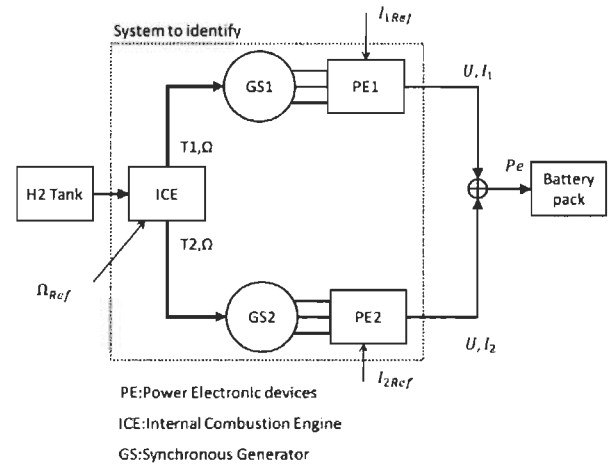 I1Ref
System to identify
GS1
PE1
U, I1
T1,Ω
H2 Tank
ICE
Pe
Battery
pack
T2,Ω
ΩRef
GS2
PE2
U, I2
I2Ref
PE:Power Electronic devices
ICE:Internal Combustion Engine
GS:Synchronous Generator